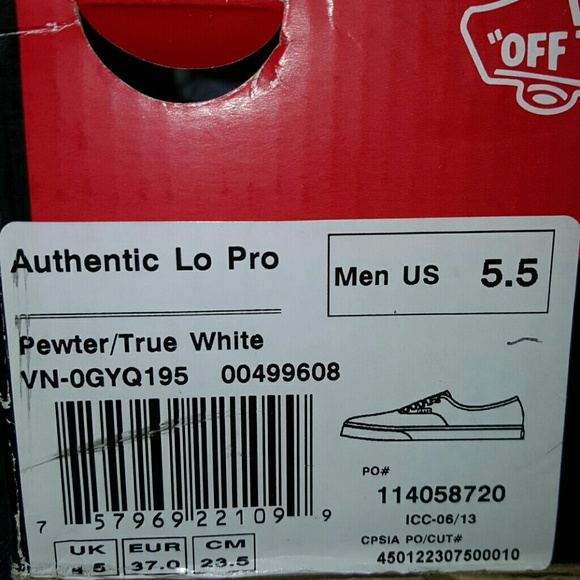 "OFF
Authentic Lo Pro
Men US 5.5
Pewter/True White
VN-0GYQ195 00499608
PO#
114058720
ICC-06/13
CPSIA PO/CUT#
450122307500010
7 57969 22109 9
UK EUR CM
37.0 23.5